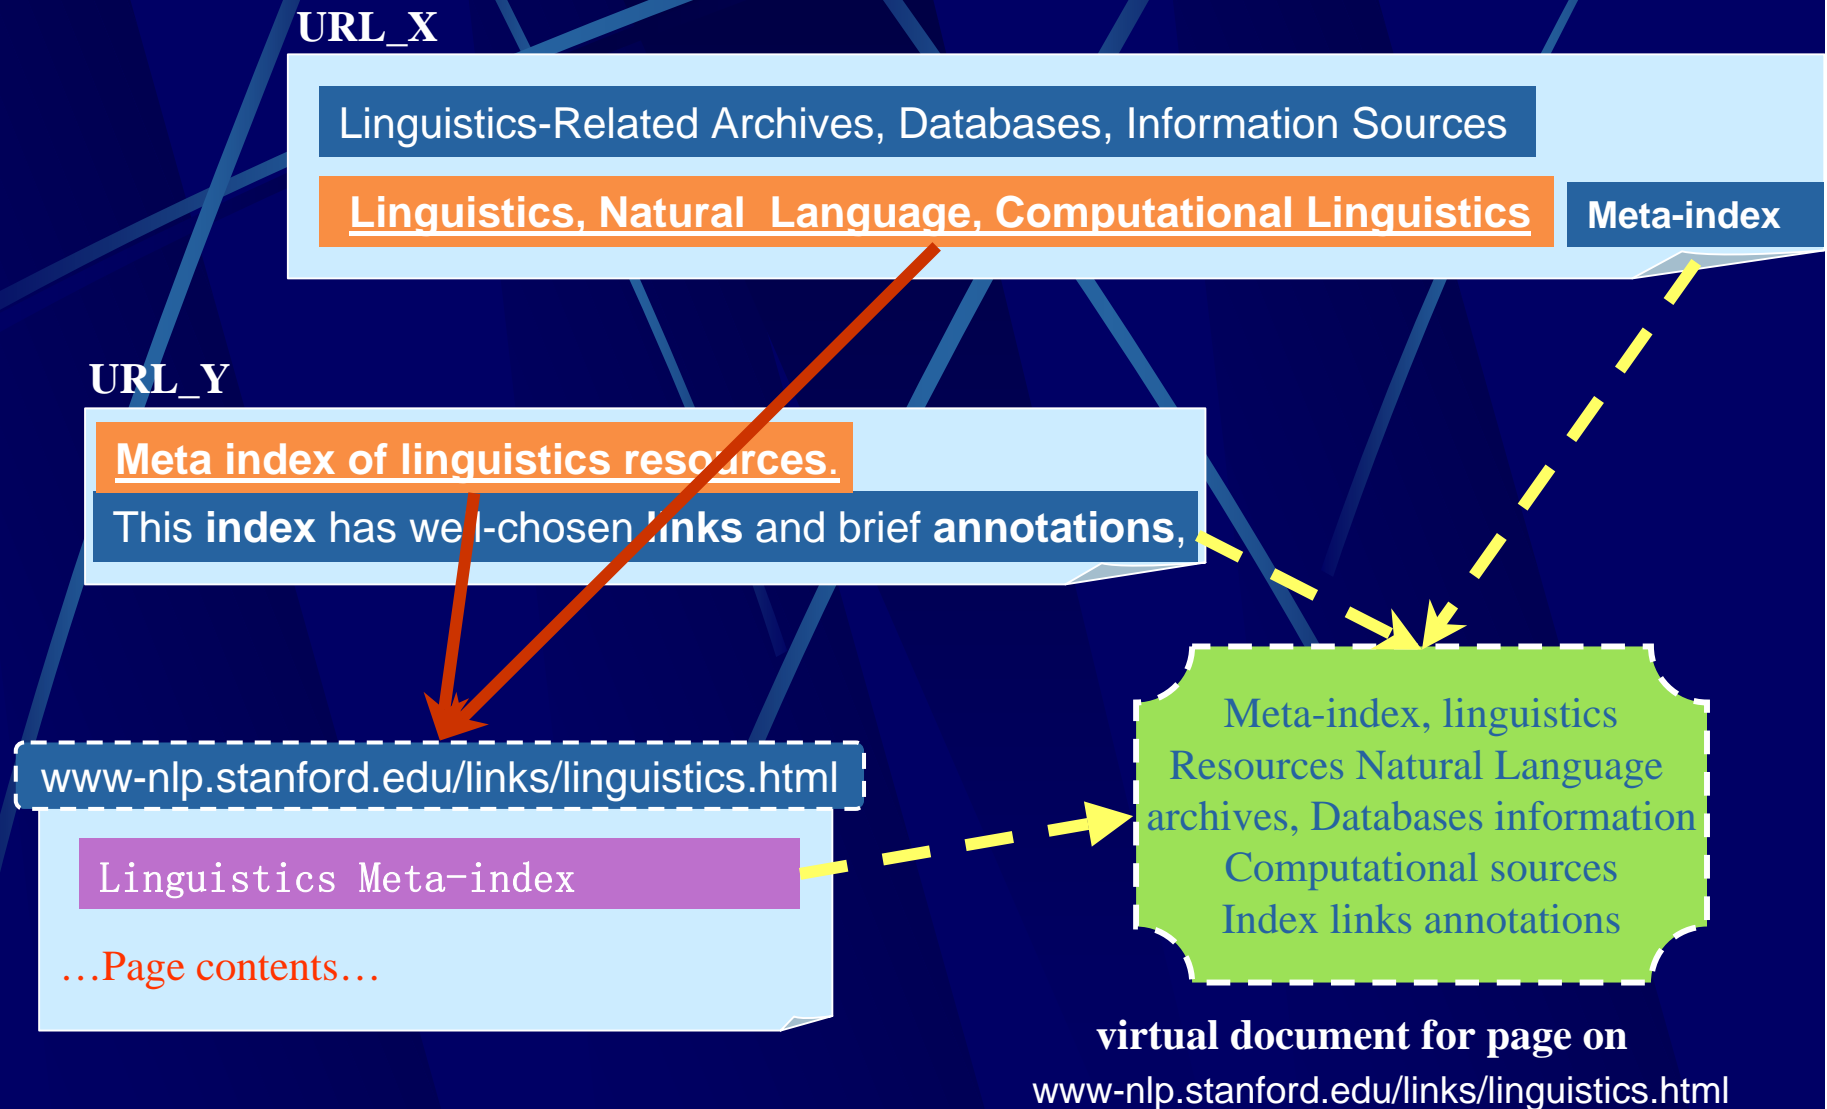 URL_X
Linguistics-Related Archives, Databases, Information Sources
Linguistics, Natural Language, Computational Linguistics
Meta-index
URL_Y
Meta index of linguistics resources.
This index has well-chosen links and brief annotations,
www-nlp.stanford.edu/links/linguistics.html
Linguistics Meta-index
…Page contents…
Meta-index, linguistics
Resources Natural Language
archives, Databases information
Computational sources
Index links annotations
virtual document for page on
www-nlp.stanford.edu/links/linguistics.html